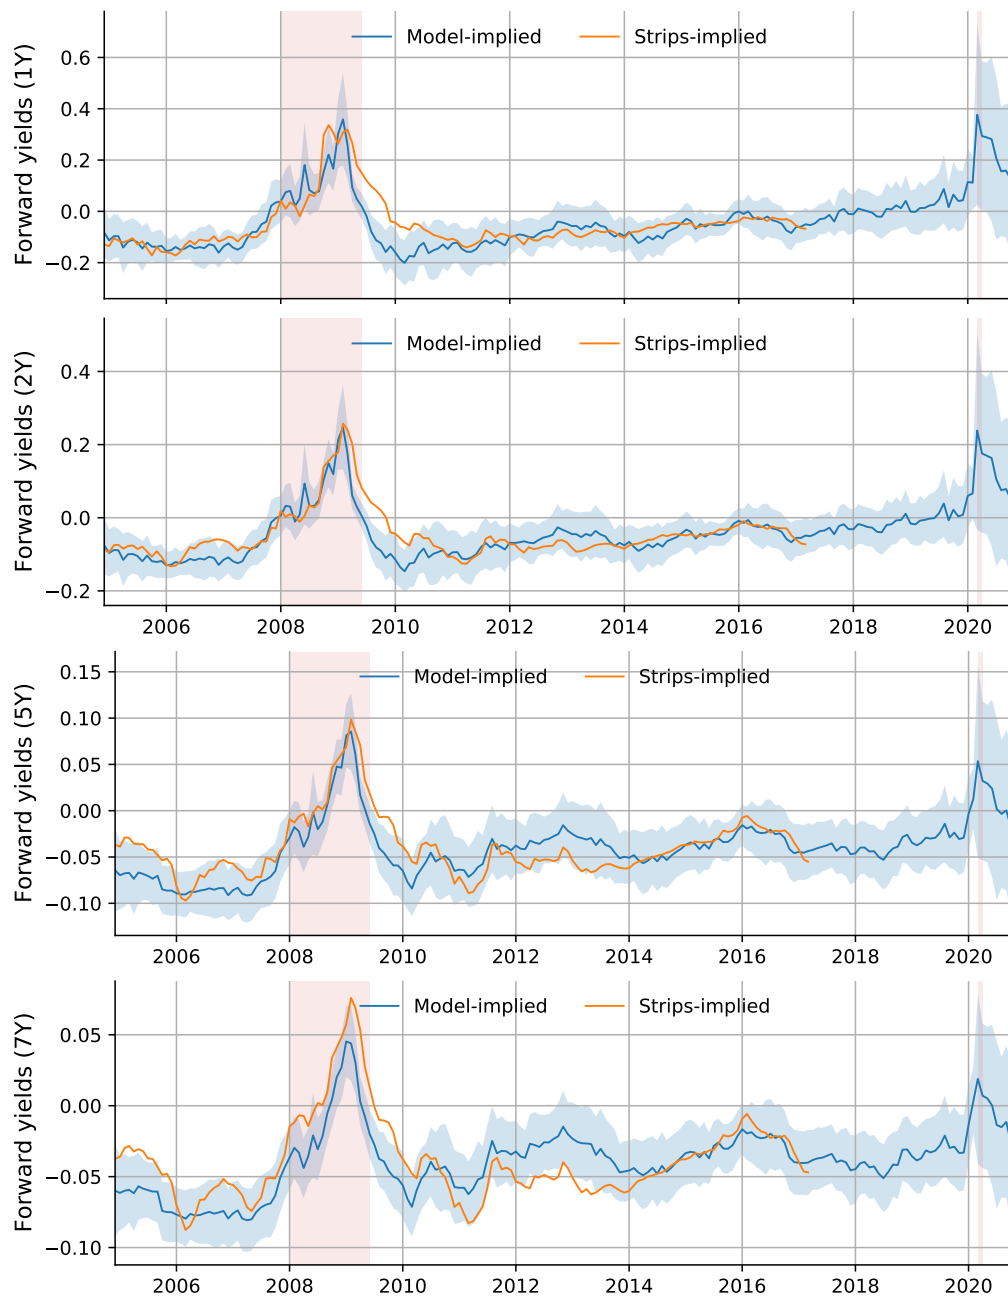 Forward yields (1Y)
Model-implied
Strips-implied
0.6
0.4
0.2
0.0
−0.2
Forward yields (2Y)
Model-implied
Strips-implied
0.4
0.2
0.0
−0.2
2006 2008 2010 2012 2014 2016 2018 2020
Forward yields (5Y)
Model-implied
Strips-implied
0.15
0.10
0.05
0.00
−0.05
−0.10
2006 2008 2010 2012 2014 2016 2018 2020
Forward yields (7Y)
Model-implied
Strips-implied
0.05
0.00
−0.05
−0.10
2006 2008 2010 2012 2014 2016 2018 2020